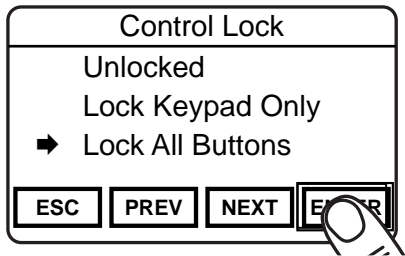 Control Lock
Unlocked
Lock Keypad Only
Lock All Buttons
ESC PREV NEXT